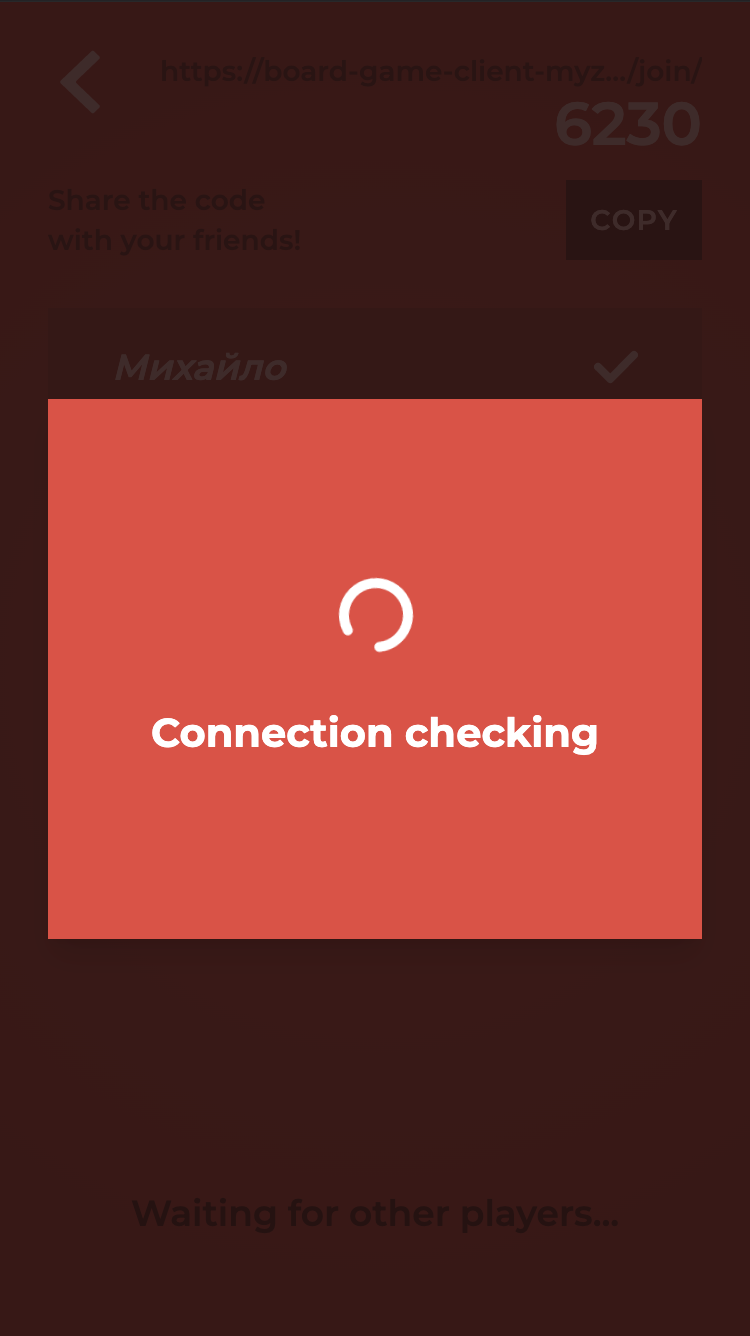 https://board-game-client-myz.../join/
6230
Share the code
with your friends!
COPY
Михайло
Connection checking
Waiting for other players...